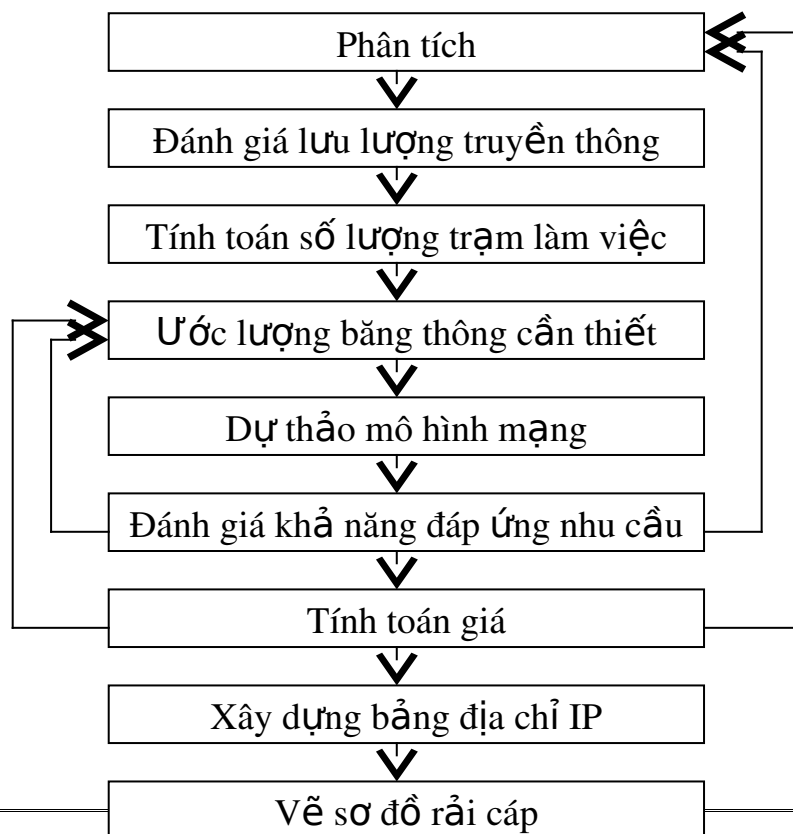 Phân tích
Đánh giá lưu lượng truyền thông
Tính toán số lượng trạm làm việc
Ước lượng băng thông cần thiết
Dự thảo mô hình mạng
Đánh giá khả năng đáp ứng nhu cầu
Tính toán giá
Xây dựng bảng địa chỉ IP
Vẽ sơ đồ rải cáp